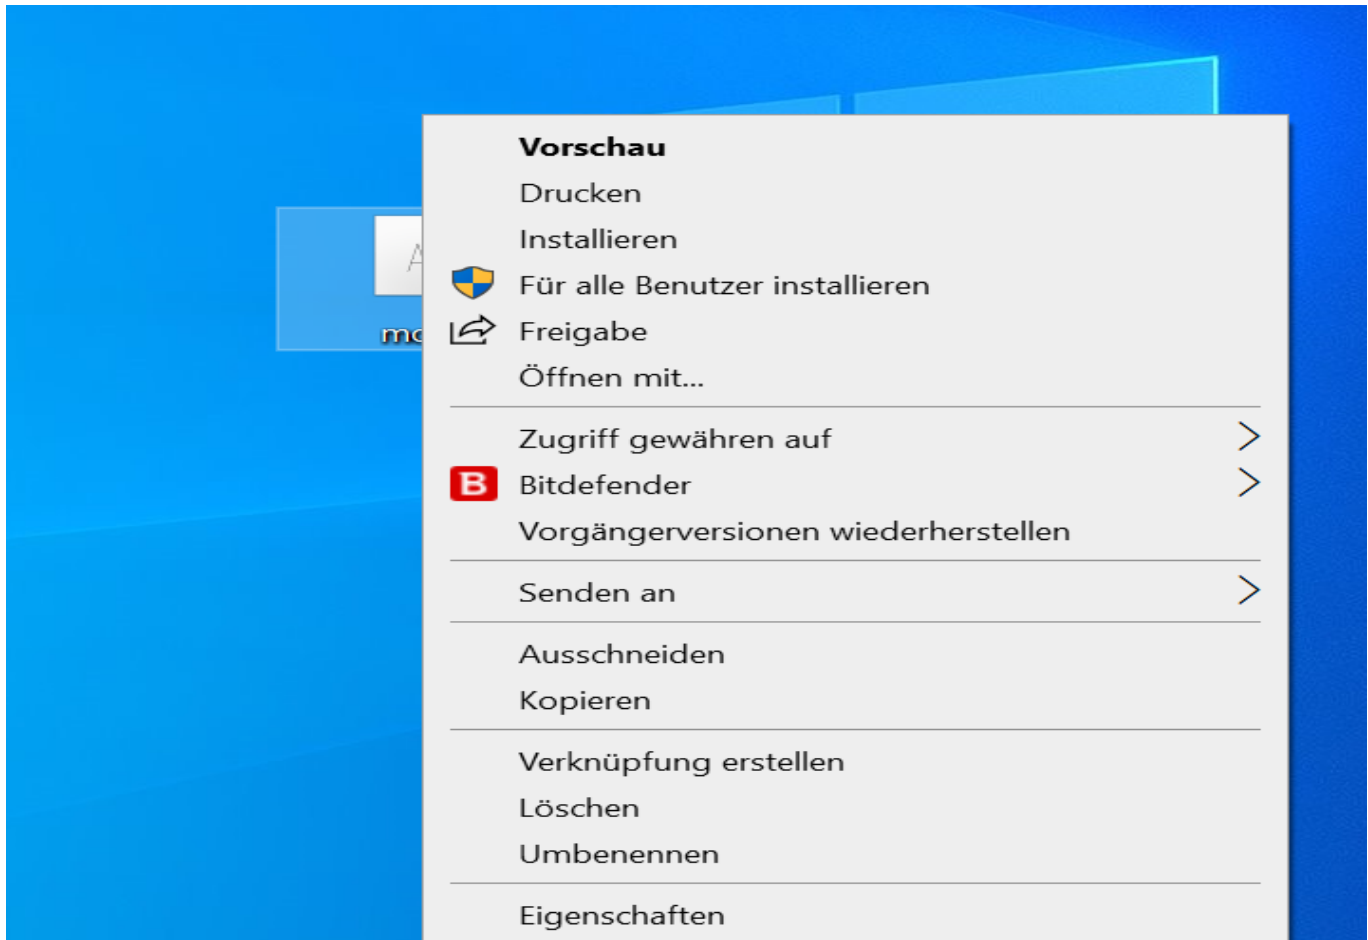 Vorschau
Drucken
Installieren
Für alle Benutzer installieren
Freigabe
Öffnen mit...
Zugriff gewähren auf
B Bitdefender
Vorgängerversionen wiederherstellen
Senden an
Ausschneiden
Kopieren
Verknüpfung erstellen
Löschen
Umbenennen
Eigenschaften